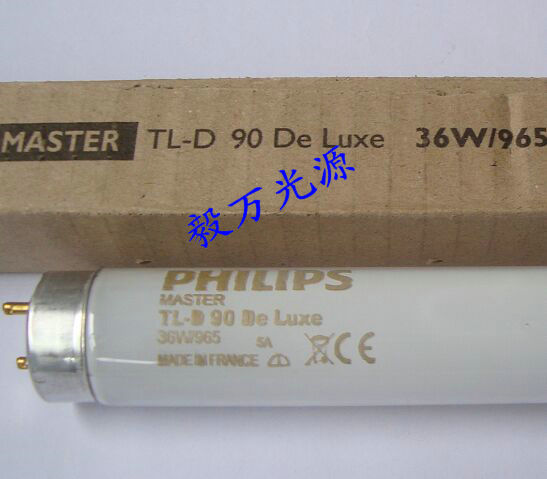 MASTER TL-D 90 De Luxe 36W/965
毅万光源
PHILIPS
MASTER
TL-D 90 De Luxe
36W/965 SA
MADE IN FRANCE CE